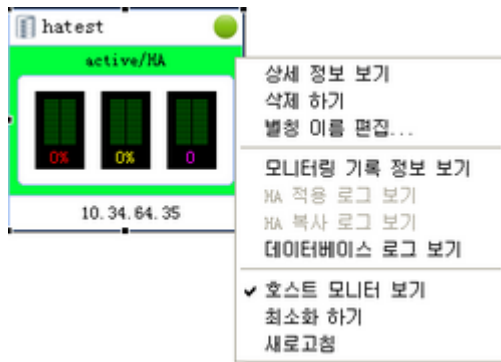 hatest
active/HA
0%
0%
0
10.34.64.35
상세 정보 보기
삭제 하기
별칭 이름 편집...
모니터링 기록 정보 보기
HA 적용 로그 보기
HA 복사 로그 보기
데이터베이스 로그 보기
호스트 모니터 보기
최소화 하기
새로고침